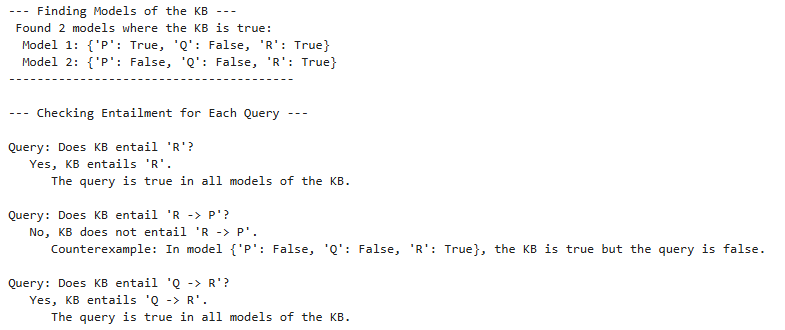 --- Finding Models of the KB ---
Found 2 models where the KB is true:
Model 1: {'P': True, 'Q': False, 'R': True}
Model 2: {'P': False, 'Q': False, 'R': True}
----------------------------------------
--- Checking Entailment for Each Query ---
Query: Does KB entail 'R'?
Yes, KB entails 'R'.
The query is true in all models of the KB.
Query: Does KB entail 'R -> P'?
No, KB does not entail 'R -> P'.
Counterexample: In model {'P': False, 'Q': False, 'R': True}, the KB is true but the query is false.
Query: Does KB entail 'Q -> R'?
Yes, KB entails 'Q -> R'.
The query is true in all models of the KB.